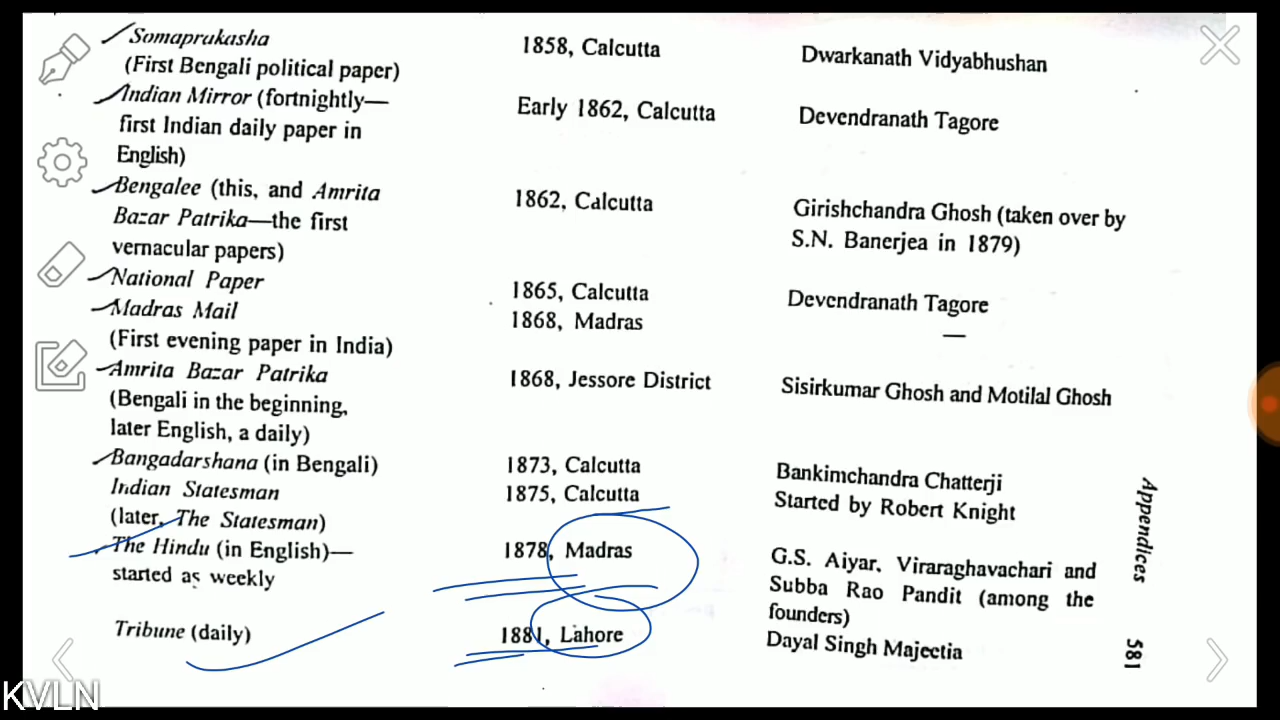 Somaprakasha 1858, Calcutta Dwarkanath Vidyabhushan
(First Bengali political paper)
Indian Mirror (fortnightly— Early 1862, Calcutta Devendranath Tagore
first Indian daily paper in
English)
Bengalee (this, and Amrita 1862, Calcutta Girishchandra Ghosh (taken over by
Bazar Patrika—the first S.N. Banerjea in 1879)
vernacular papers)
National Paper 1865, Calcutta Devendranath Tagore
Madras Mail 1868, Madras —
(First evening paper in India)
Amrita Bazar Patrika 1868, Jessore District Sisirkumar Ghosh and Motilal Ghosh
(Bengali in the beginning,
later English, a daily)
Bangadarshana (in Bengali) 1873, Calcutta Bankimchandra Chatterji
Indian Statesman 1875, Calcutta Started by Robert Knight
(later, The Statesman)
The Hindu (in English)— 1878, Madras G.S. Aiyar, Viraraghavachari and
started as weekly Subba Rao Pandit (among the
founders)
Tribune (daily) 1881, Lahore Dayal Singh Majeetia
Appendices
581
KVLN